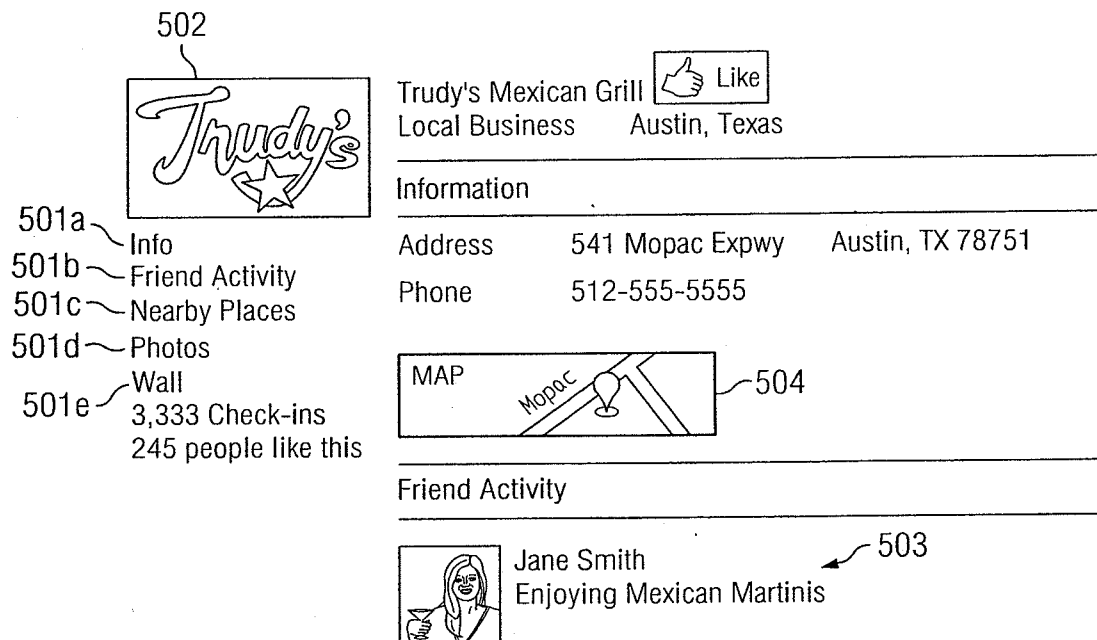 502
Trudy's
Trudy's Mexican Grill Like
Local Business Austin, Texas
Information
501a
Info
501b
Friend Activity
501c
Nearby Places
501d
Photos
501e
Wall
3,333 Check-ins
245 people like this
Address 541 Mopac Expwy Austin, TX 78751
Phone 512-555-5555
MAP
Mopac
504
Friend Activity
503
Jane Smith
Enjoying Mexican Martinis